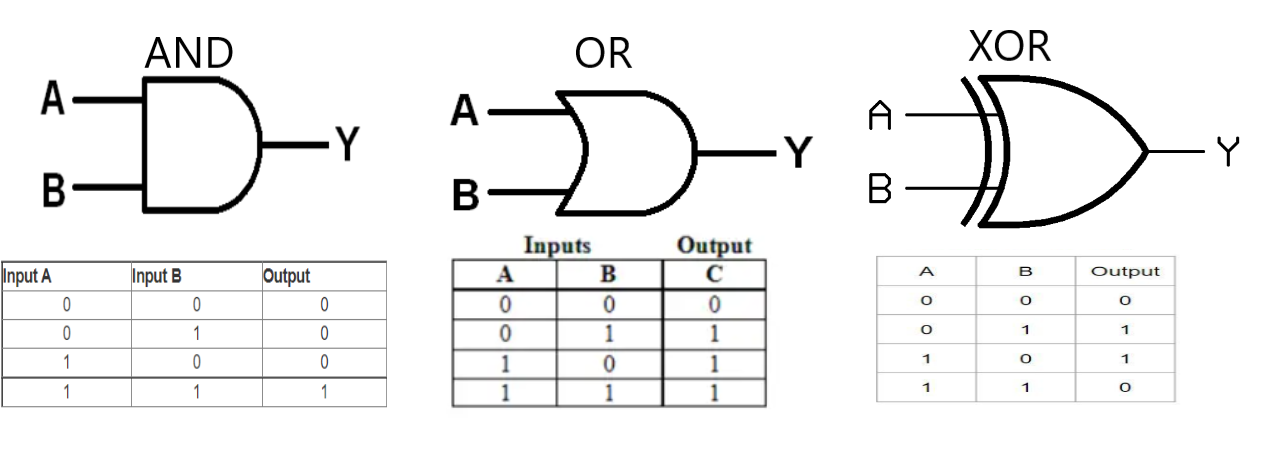 AND
A
B
Y
Input A Input B Output
0 0 0
0 1 0
1 0 0
1 1 1
OR
A
B
Y
Inputs Output
A B C
0 0 0
0 1 1
1 0 1
1 1 1
XOR
A
B
Y
A B Output
0 0 0
0 1 1
1 0 1
1 1 0